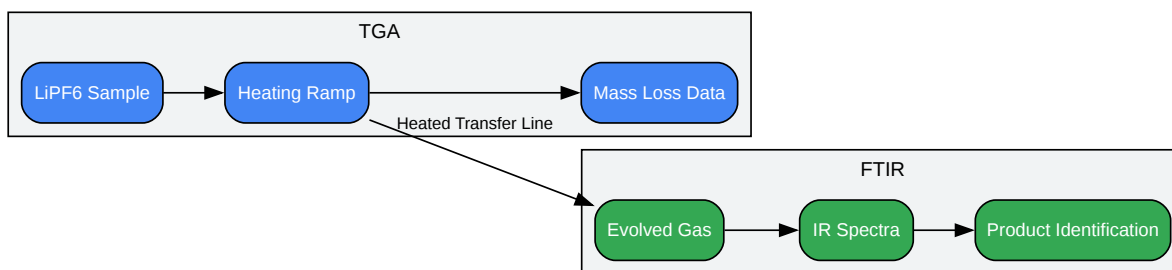 TGA
LiPF6 Sample
Heating Ramp
Mass Loss Data
Heated Transfer Line
FTIR
Evolved Gas
IR Spectra
Product Identification